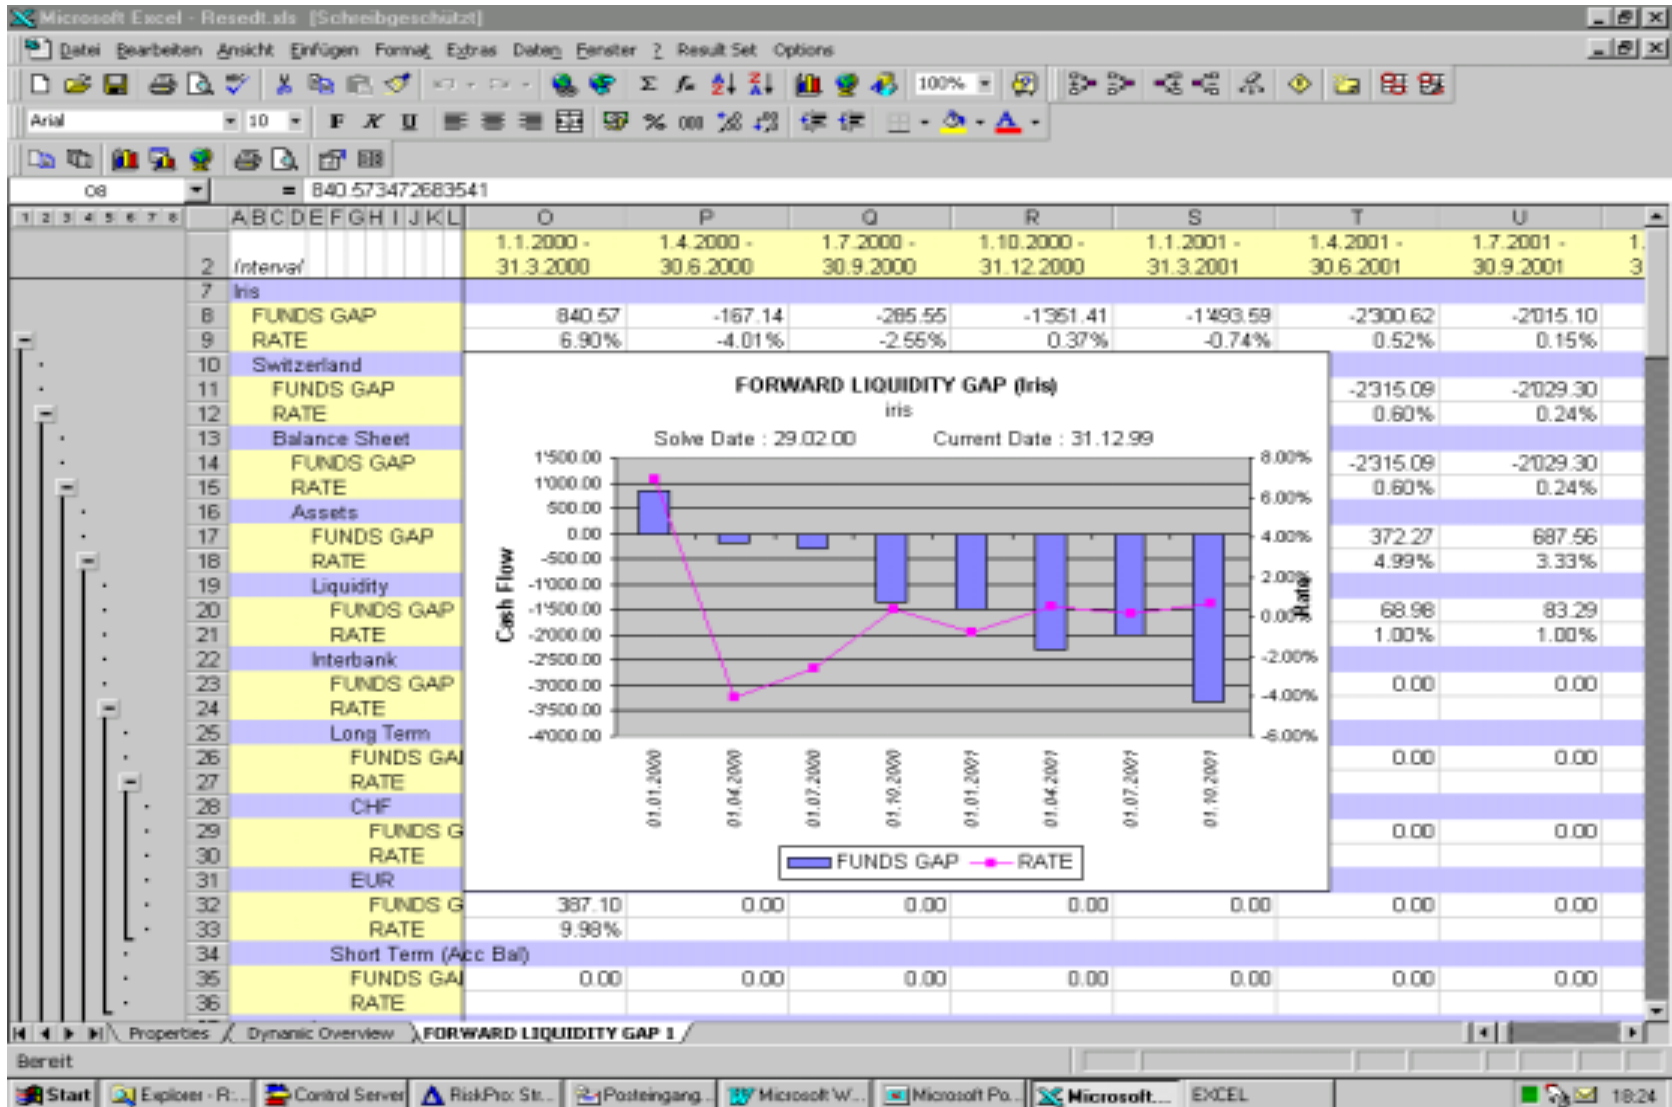 Microsoft Excel - Resedt.xls [Schreibgeschützt]
Datei Bearbeiten Ansicht Einfügen Format Extras Daten Fenster ? Result Set Options
100%
Arial 10 F K U % 000
O8 = 840.573472683541
1 2 3 4 5 6 7 8 A B C D E F G H I J K L O P Q R S T U
1.1.2000 - 1.4.2000 - 1.7.2000 - 1.10.2000 - 1.1.2001 - 1.4.2001 - 1.7.2001 - 1.
2 Interval 31.3.2000 30.6.2000 30.9.2000 31.12.2000 31.3.2001 30.6.2001 30.9.2001 3
7 Iris
8 FUNDS GAP 840.57 -167.14 -285.55 -1'351.41 -1'493.59 -2'300.62 -2'015.10
9 RATE 6.90% -4.01% -2.55% 0.37% -0.74% 0.52% 0.15%
10 Switzerland
11 FUNDS GAP -2'315.09 -2'029.30
12 RATE 0.60% 0.24%
13 Balance Sheet
14 FUNDS GAP -2'315.09 -2'029.30
15 RATE 0.60% 0.24%
16 Assets
17 FUNDS GAP 372.27 687.56
18 RATE 4.99% 3.33%
19 Liquidity
20 FUNDS GAP 68.98 83.29
21 RATE 1.00% 1.00%
22 Interbank
23 FUNDS GAP 0.00 0.00
24 RATE
25 Long Term
26 FUNDS GA 0.00 0.00
27 RATE
28 CHF
29 FUNDS G 0.00 0.00
30 RATE
31 EUR
32 FUNDS G 387.10 0.00 0.00 0.00 0.00 0.00 0.00
33 RATE 9.98%
34 Short Term (Acc Bal)
35 FUNDS GA 0.00 0.00 0.00 0.00 0.00 0.00 0.00
36 RATE
FORWARD LIQUIDITY GAP (Iris)
iris
Solve Date : 29.02.00 Current Date : 31.12.99
1'500.00
1'000.00
500.00
0.00
-500.00
-1'000.00
-1'500.00
-2'000.00
-2'500.00
-3'000.00
-3'500.00
-4'000.00
Cash Flow
8.00%
6.00%
4.00%
2.00%
0.00%
-2.00%
-4.00%
-6.00%
Rate
01.01.2000
01.04.2000
01.07.2000
01.10.2000
01.01.2001
01.04.2001
01.07.2001
01.10.2001
FUNDS GAP RATE
Properties Dynamic Overview FORWARD LIQUIDITY GAP 1
Bereit
Start Explorer - R:... Control Server RiskPro: Str... Posteingang... Microsoft W... Microsoft Po... Microsoft... EXCEL 18:24